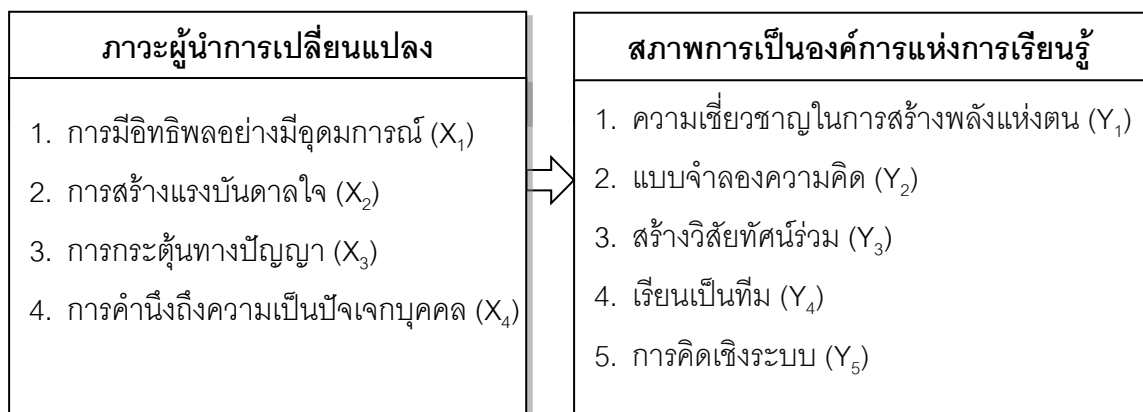 ภาวะผู้นำการเปลี่ยนแปลง
1. การมีอิทธิพลอย่างมีอุดมการณ์ (X₁)
2. การสร้างแรงบันดาลใจ (X₂)
3. การกระตุ้นทางปัญญา (X₃)
4. การคำนึงถึงความเป็นปัจเจกบุคคล (X₄)
สภาพการเป็นองค์การแห่งการเรียนรู้
1. ความเชี่ยวชาญในการสร้างพลังแห่งตน (Y₁)
2. แบบจำลองความคิด (Y₂)
3. สร้างวิสัยทัศน์ร่วม (Y₃)
4. เรียนเป็นทีม (Y₄)
5. การคิดเชิงระบบ (Y₅)